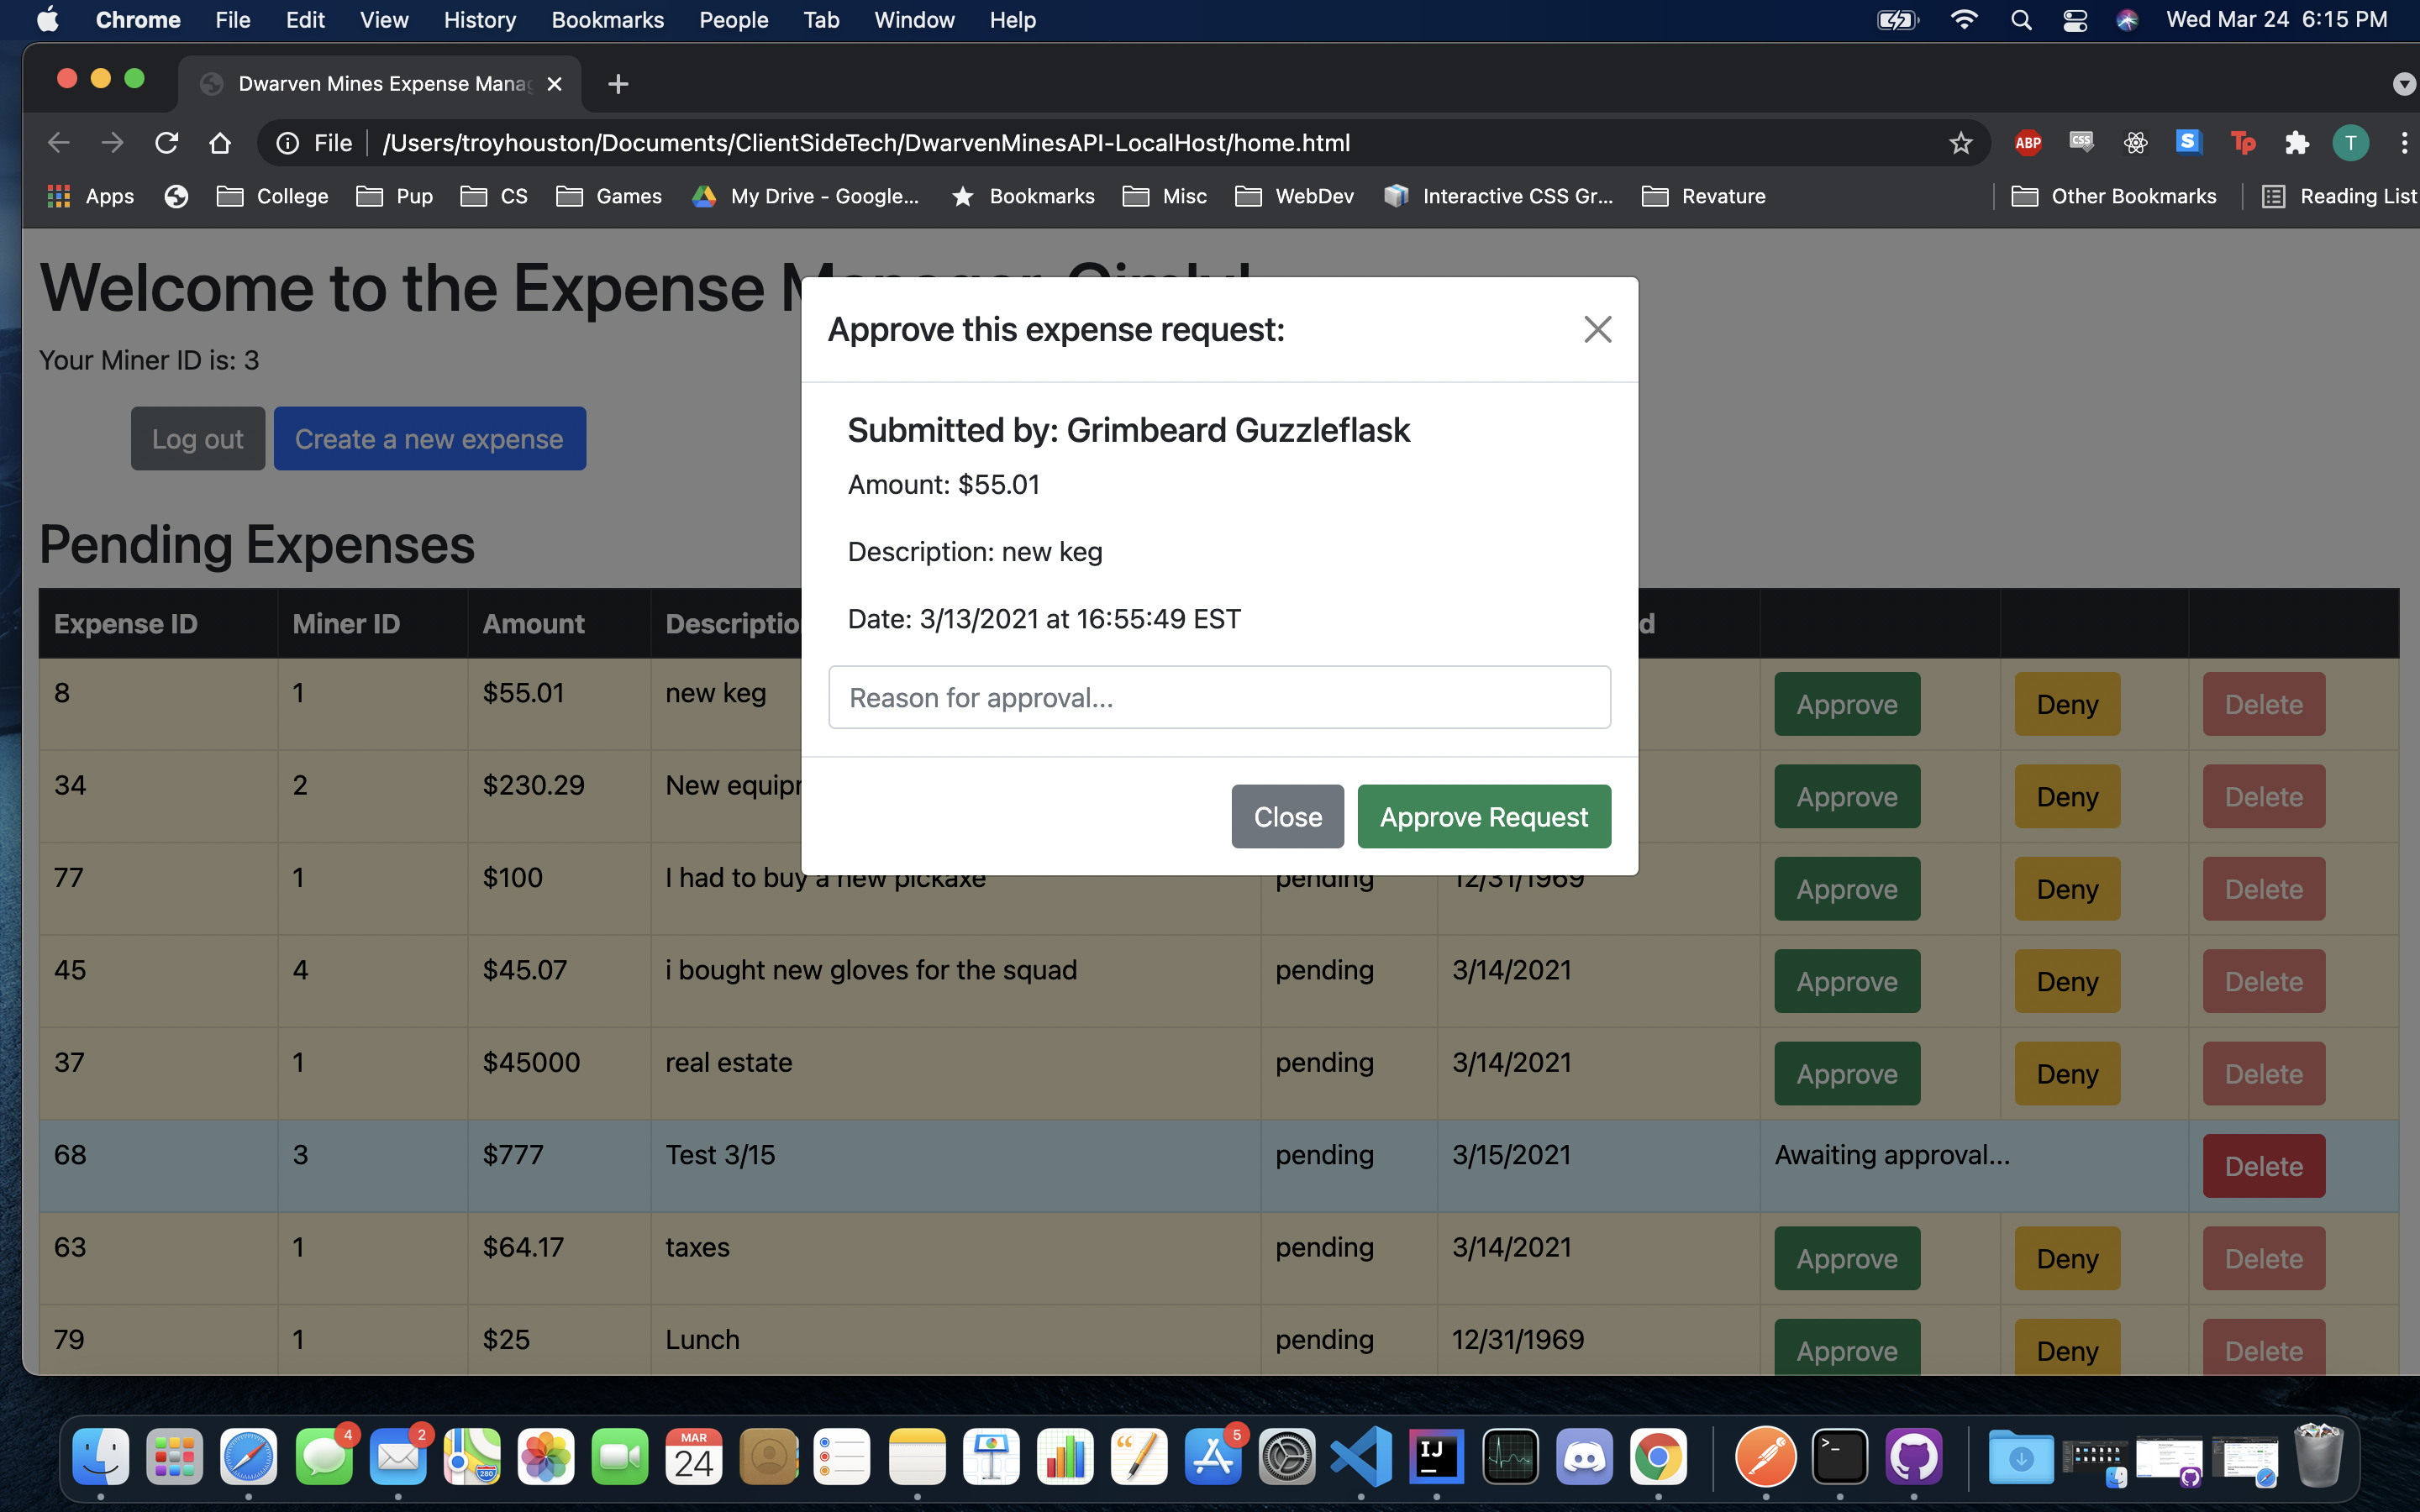 Chrome File Edit View History Bookmarks People Tab Window Help Wed Mar 24 6:15 PM
Dwarven Mines Expense Mana
File /Users/troyhouston/Documents/ClientSideTech/DwarvenMinesAPI-LocalHost/home.html ABP CSS S Tp T
Apps College Pup CS Games My Drive - Google... Bookmarks Misc WebDev Interactive CSS Gr... Revature Other Bookmarks Reading List
Welcome to the Expense
Your Miner ID is: 3
Log out Create a new expense
Approve this expense request:
Submitted by: Grimbeard Guzzleflask
Amount: $55.01
Description: new keg
Date: 3/13/2021 at 16:55:49 EST
Reason for approval...
Close Approve Request
Pending Expenses
Expense ID Miner ID Amount Descriptio d
8 1 $55.01 new keg Approve Deny Delete
34 2 $230.29 New equip Approve Deny Delete
77 1 $100 I had to buy a new pickaxe pending 12/31/1969 Approve Deny Delete
45 4 $45.07 i bought new gloves for the squad pending 3/14/2021 Approve Deny Delete
37 1 $45000 real estate pending 3/14/2021 Approve Deny Delete
68 3 $777 Test 3/15 pending 3/15/2021 Awaiting approval... Delete
63 1 $64.17 taxes pending 3/14/2021 Approve Deny Delete
79 1 $25 Lunch pending 12/31/1969 Approve Deny Delete
4 2 280 MAR 24 5 IJ >_